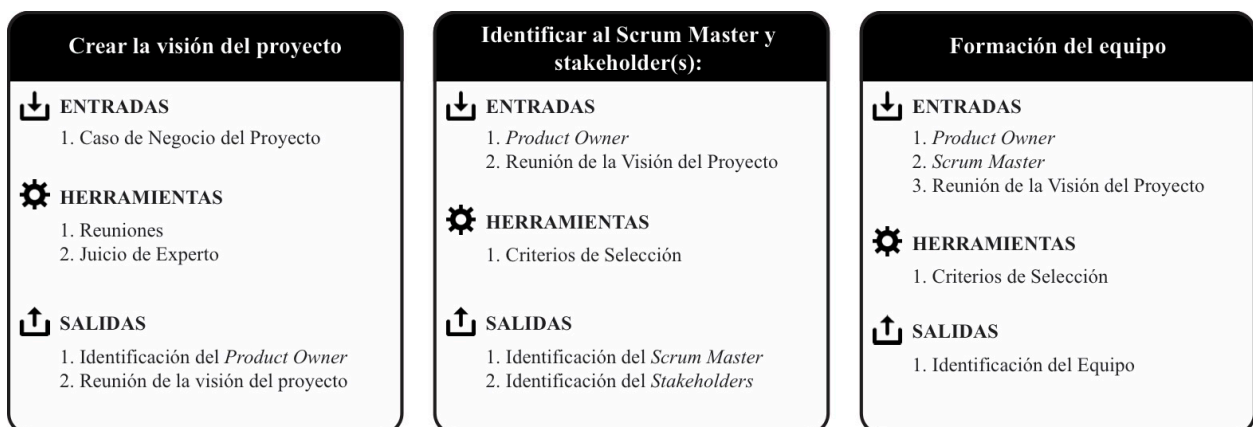 Crear la visión del proyecto
ENTRADAS
1. Caso de Negocio del Proyecto
HERRAMIENTAS
1. Reuniones
2. Juicio de Experto
SALIDAS
1. Identificación del Product Owner
2. Reunión de la visión del proyecto
Identificar al Scrum Master y
stakeholder(s):
ENTRADAS
1. Product Owner
2. Reunión de la Visión del Proyecto
HERRAMIENTAS
1. Criterios de Selección
SALIDAS
1. Identificación del Scrum Master
2. Identificación del Stakeholders
Formación del equipo
ENTRADAS
1. Product Owner
2. Scrum Master
3. Reunión de la Visión del Proyecto
HERRAMIENTAS
1. Criterios de Selección
SALIDAS
1. Identificación del Equipo